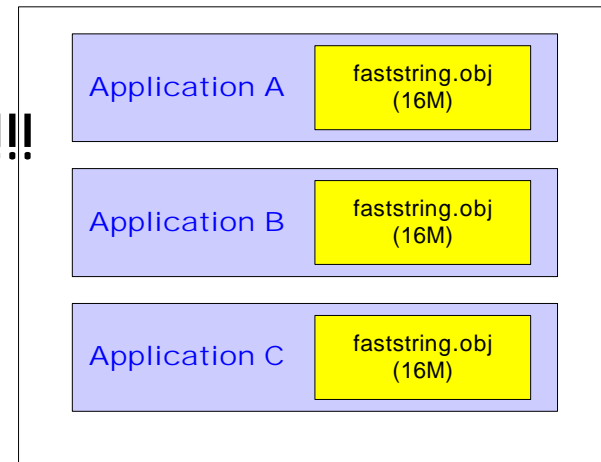 Application A
faststring.obj
(16M)
!!
Application B
faststring.obj
(16M)
Application C
faststring.obj
(16M)